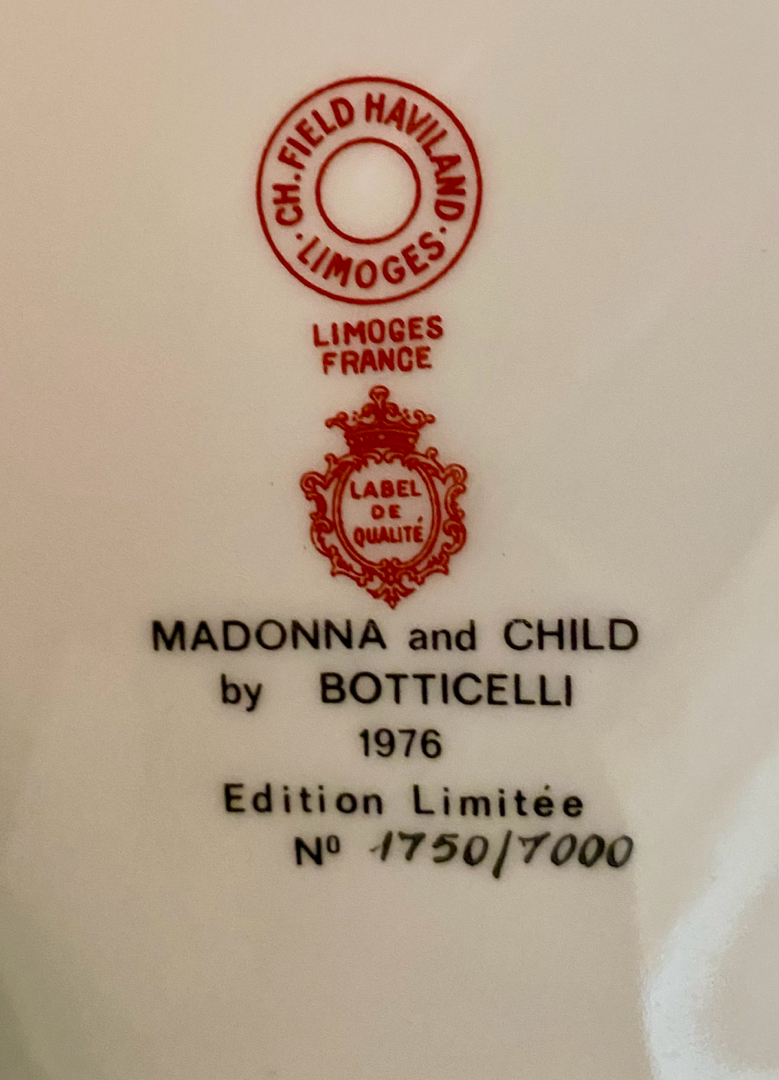 CH. FIELD HAVILAND
· LIMOGES ·
LIMOGES
FRANCE
LABEL
DE
QUALITÉ
MADONNA and CHILD
by BOTTICELLI
1976
Edition Limitée
Nº 1750/7000